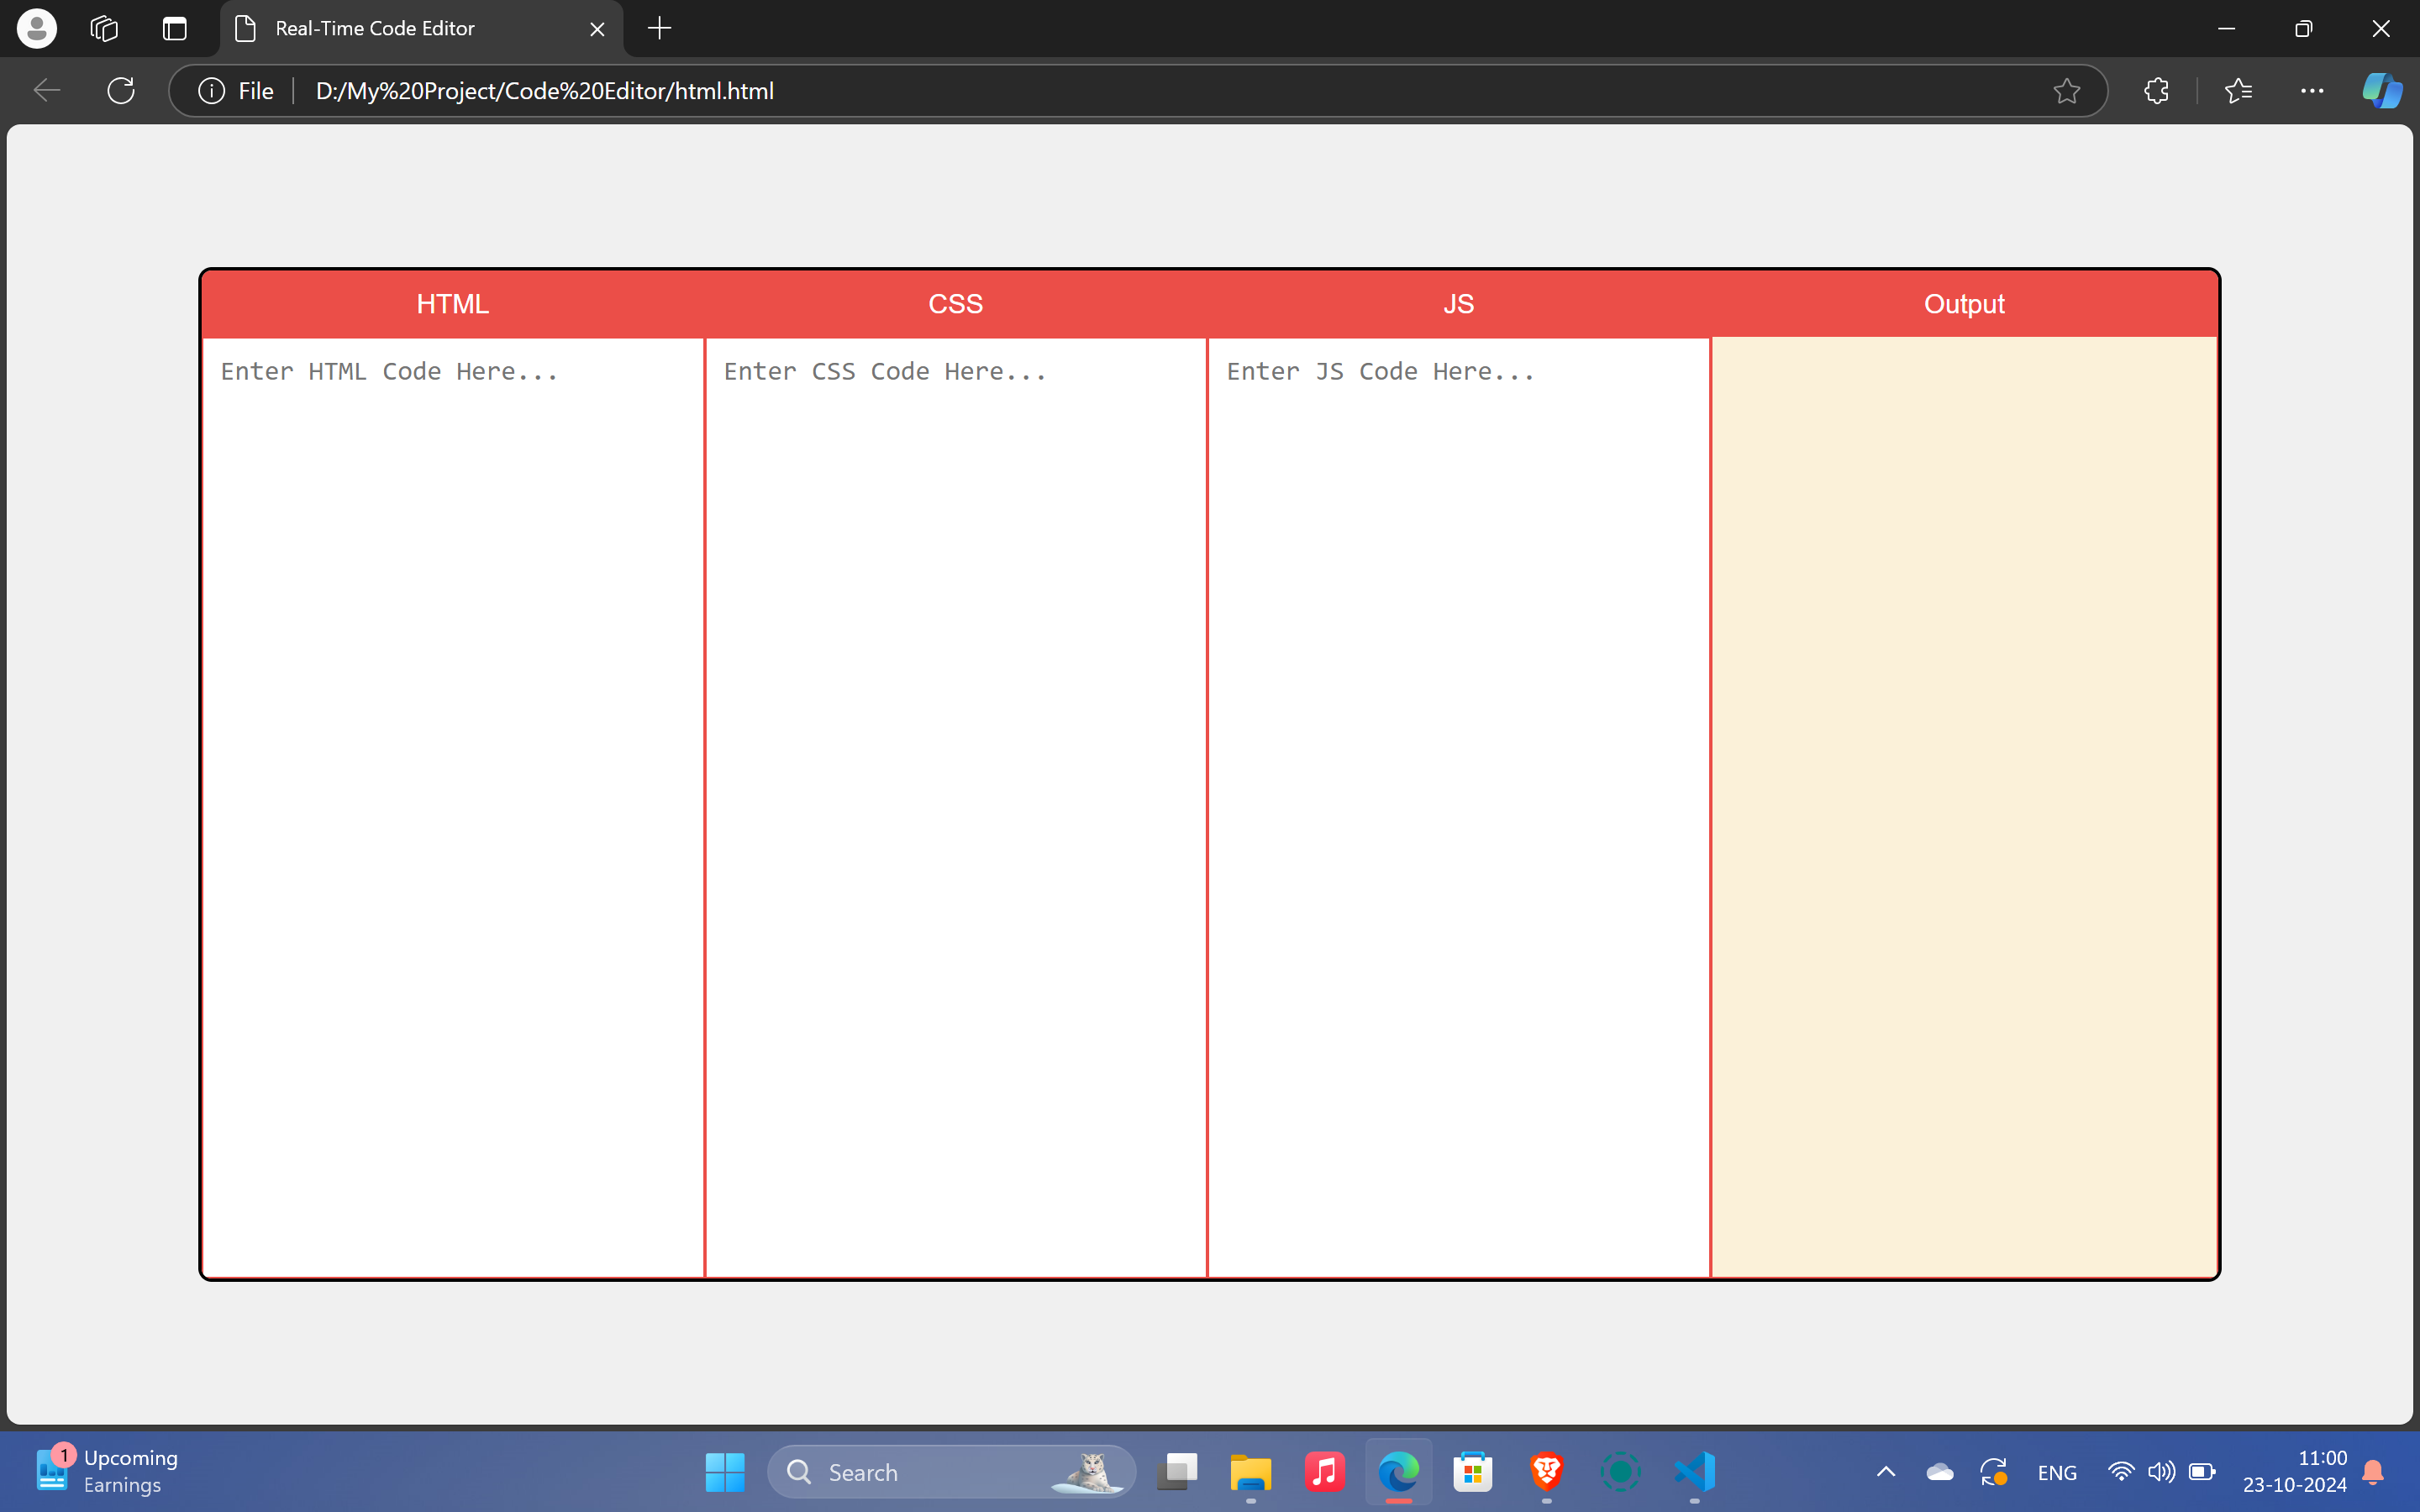 Real-Time Code Editor
File
D:/My%20Project/Code%20Editor/html.html
HTML CSS JS Output
Enter HTML Code Here... Enter CSS Code Here... Enter JS Code Here...
1
Upcoming
Earnings
Search
ENG
11:00
23-10-2024